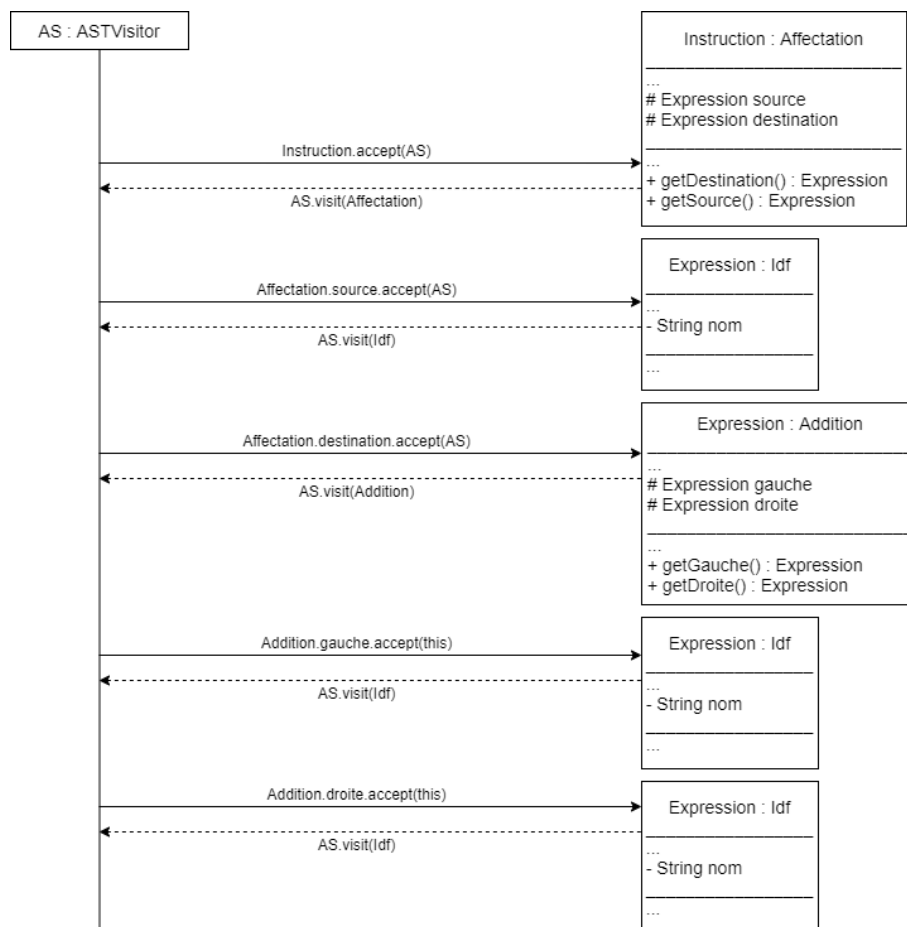 AS : ASTVisitor
Instruction : Affectation
...
# Expression source
# Expression destination
Instruction.accept(AS)
...
+ getDestination() : Expression
AS.visit(Affectation)
+ getSource() : Expression
Expression : Idf
Affectation.source.accept(AS)
...
- String nom
AS.visit(Idf)
...
Expression : Addition
Affectation.destination.accept(AS)
...
# Expression gauche
AS.visit(Addition)
# Expression droite
...
+ getGauche() : Expression
+ getDroite() : Expression
Addition.gauche.accept(this)
Expression : Idf
...
AS.visit(Idf)
- String nom
...
Addition.droite.accept(this)
Expression : Idf
AS.visit(Idf)
...
- String nom
...